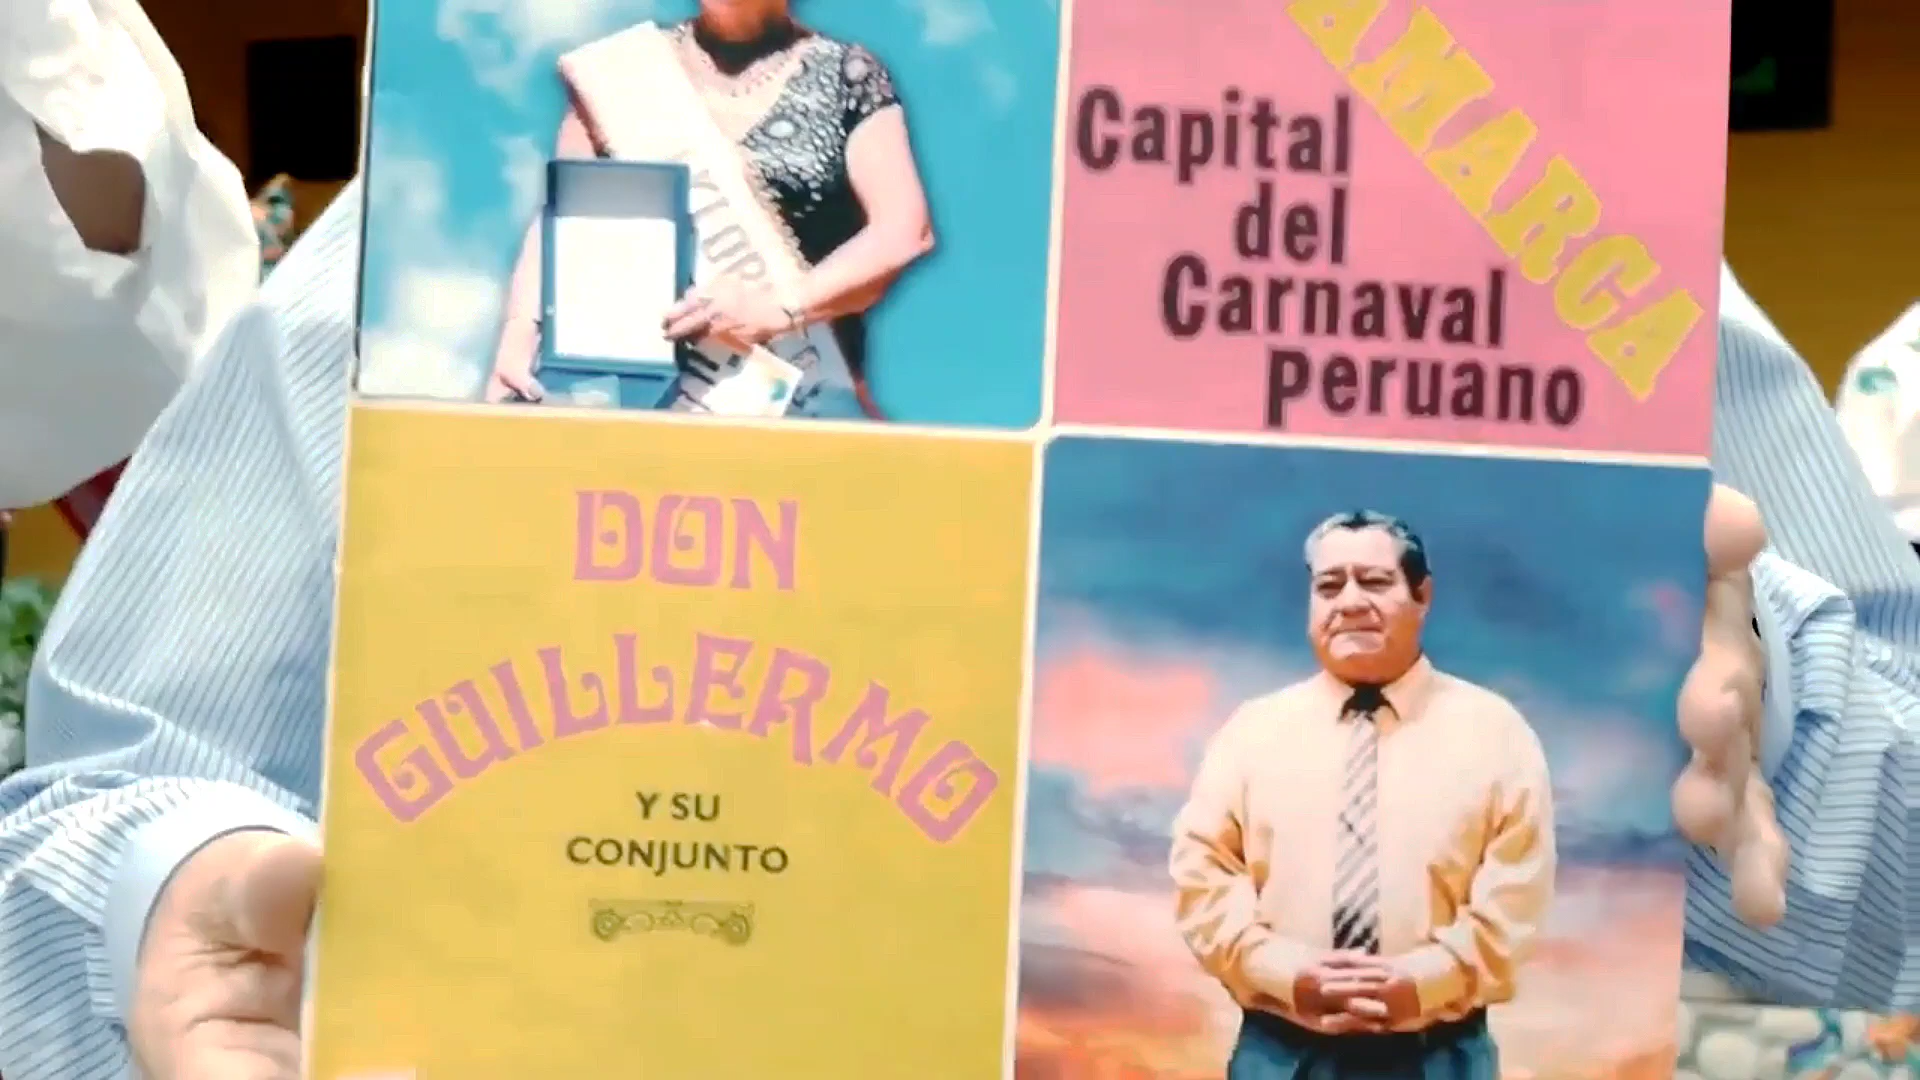 AMARCA
Capital
del
Carnaval
peruano
DON
GUILLERMO
Y SU
CONJUNTO